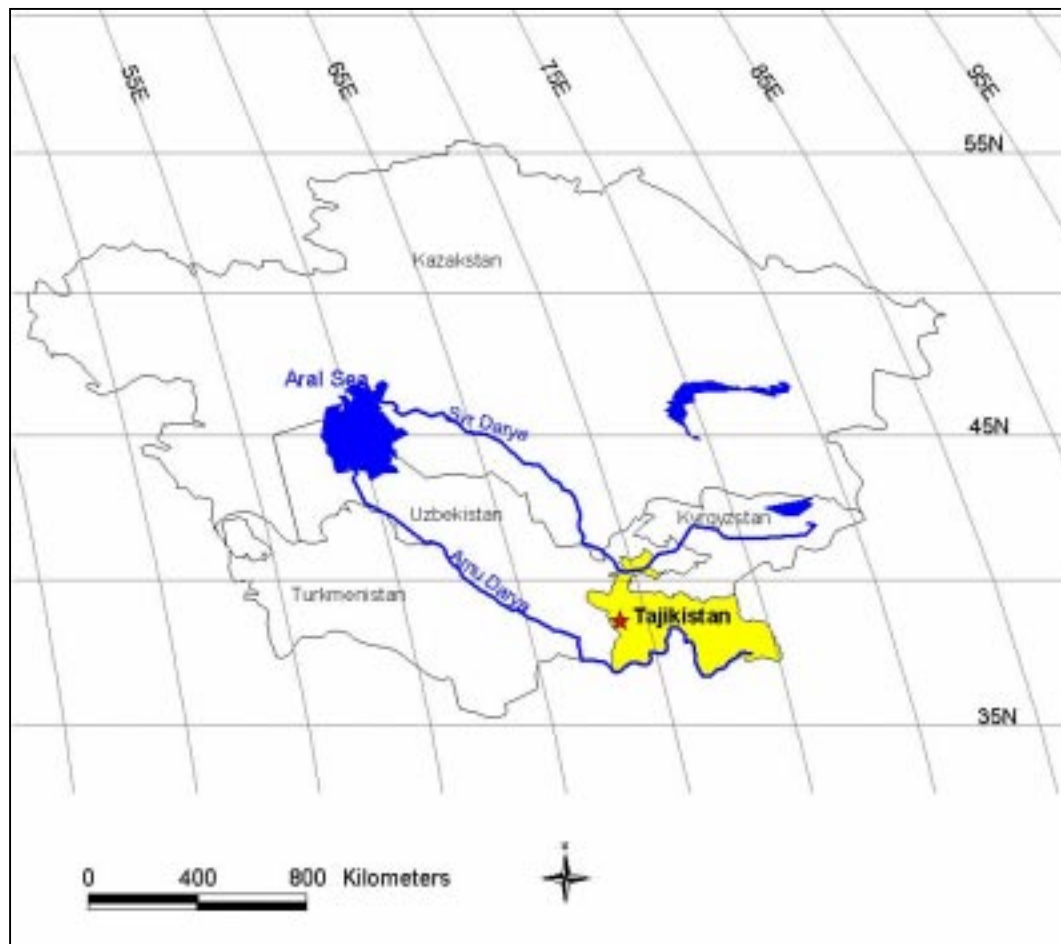 55E
65E
75E
85E
95E
55N
Kazakstan
Aral Sea
Syr Darya
45N
Uzbekistan
Kyrgyzstan
Amu Darya
Turkmenistan
Tajikistan
35N
0 400 800 Kilometers